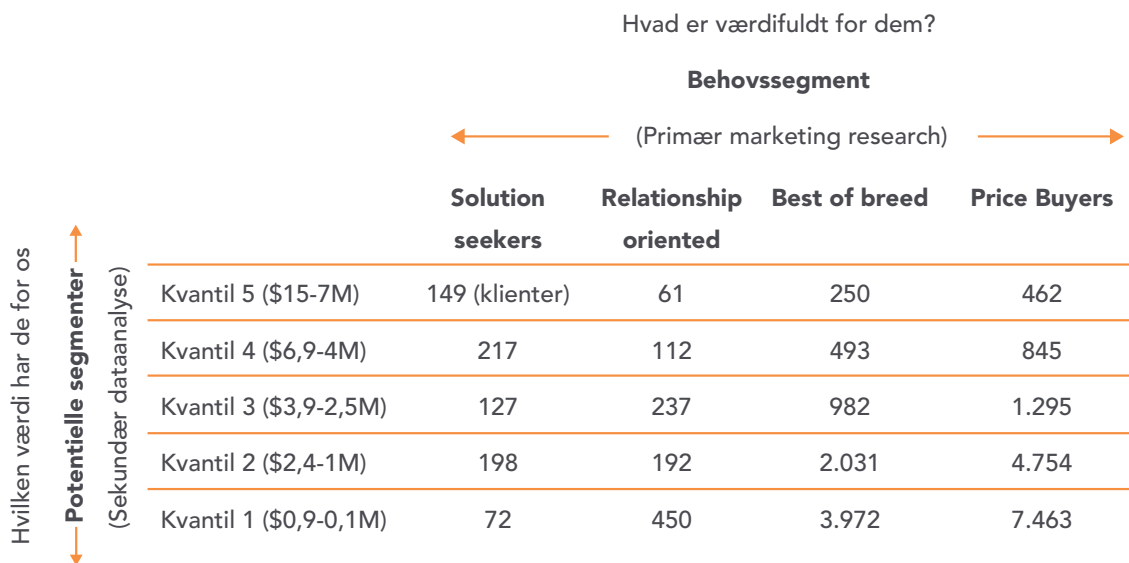 Hvad er værdifuldt for dem?
Behovssegment
(Primær marketing research)
Solution seekers
Relationship oriented
Best of breed
Price Buyers
Hvilken værdi har de for os
Potentielle segmenter
(Sekundær dataanalyse)
Kvantil 5 ($15-7M) 149 (klienter) 61 250 462
Kvantil 4 ($6,9-4M) 217 112 493 845
Kvantil 3 ($3,9-2,5M) 127 237 982 1.295
Kvantil 2 ($2,4-1M) 198 192 2.031 4.754
Kvantil 1 ($0,9-0,1M) 72 450 3.972 7.463